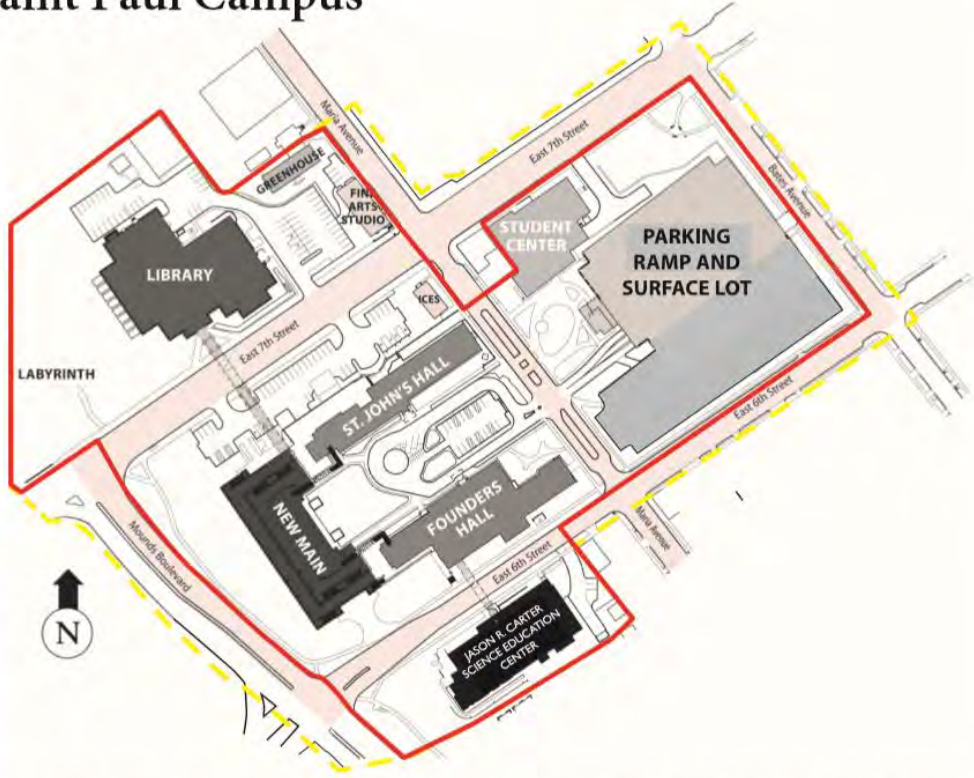 aint Paul Campus
Maria Avenue
East 7th Street
Bates Avenue
GREENHOUSE
FINE
ARTS
STUDIO
STUDENT
CENTER
PARKING
RAMP AND
SURFACE LOT
LIBRARY
ICES
East 7th Street
LABYRINTH
ST. JOHN'S HALL
East 6th Street
NEW MAIN
FOUNDERS
HALL
Maria Avenue
Mounds Boulevard
East 6th Street
N
JASON R. CARTER
SCIENCE EDUCATION
CENTER